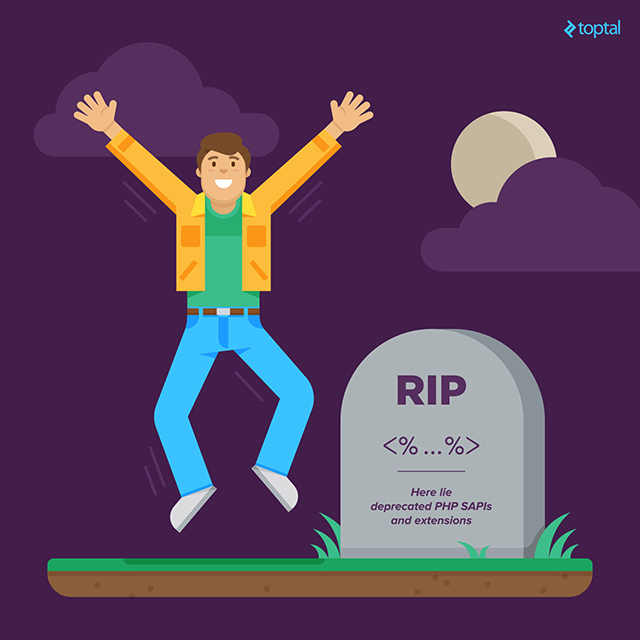 toptal
RIP
<%...%>
Here lie
deprecated PHP SAPIs
and extensions